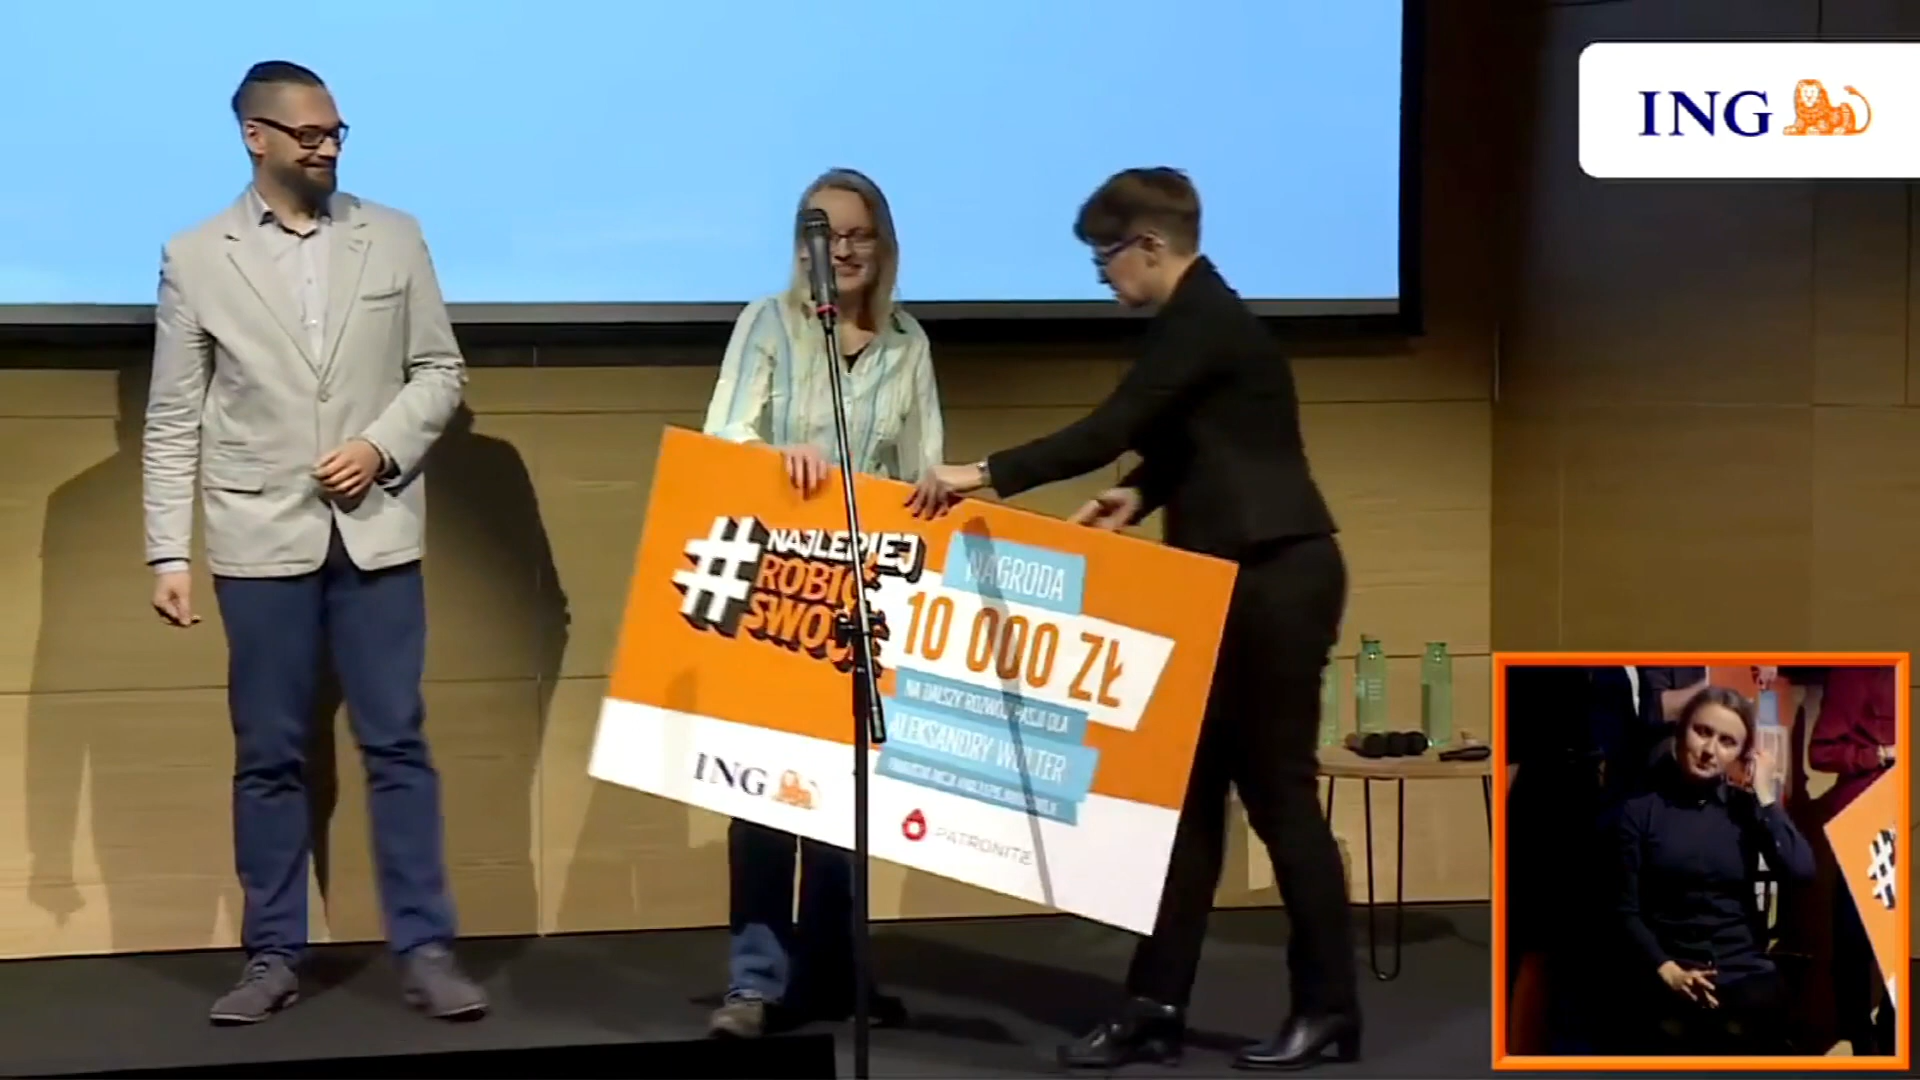 ING
#NAJLEPIEJ
ROBIĆ
SWOJE
NAGRODA
10 000 ZŁ
NA DALSZY ROZWÓJ PASJI DLA
ALEKSANDRY WOLTER
ING
PATRONITE
#